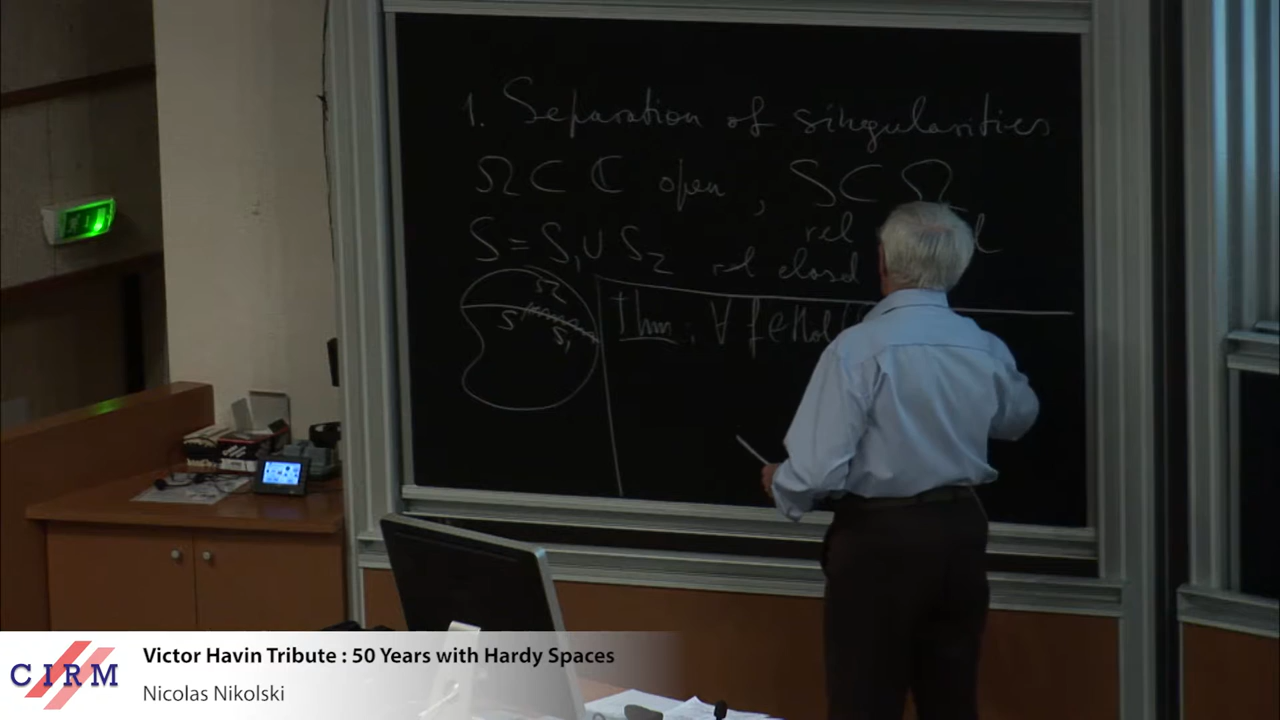 1. Separation of singularities
Ω ⊂ ℂ open, S ⊂ Ω
rel
S = S₁ ∪ S₂ rel closed
Ω
S
S₁
Thm: ∀ f ∈ Hol(
CIRM
Victor Havin Tribute : 50 Years with Hardy Spaces
Nicolas Nikolski